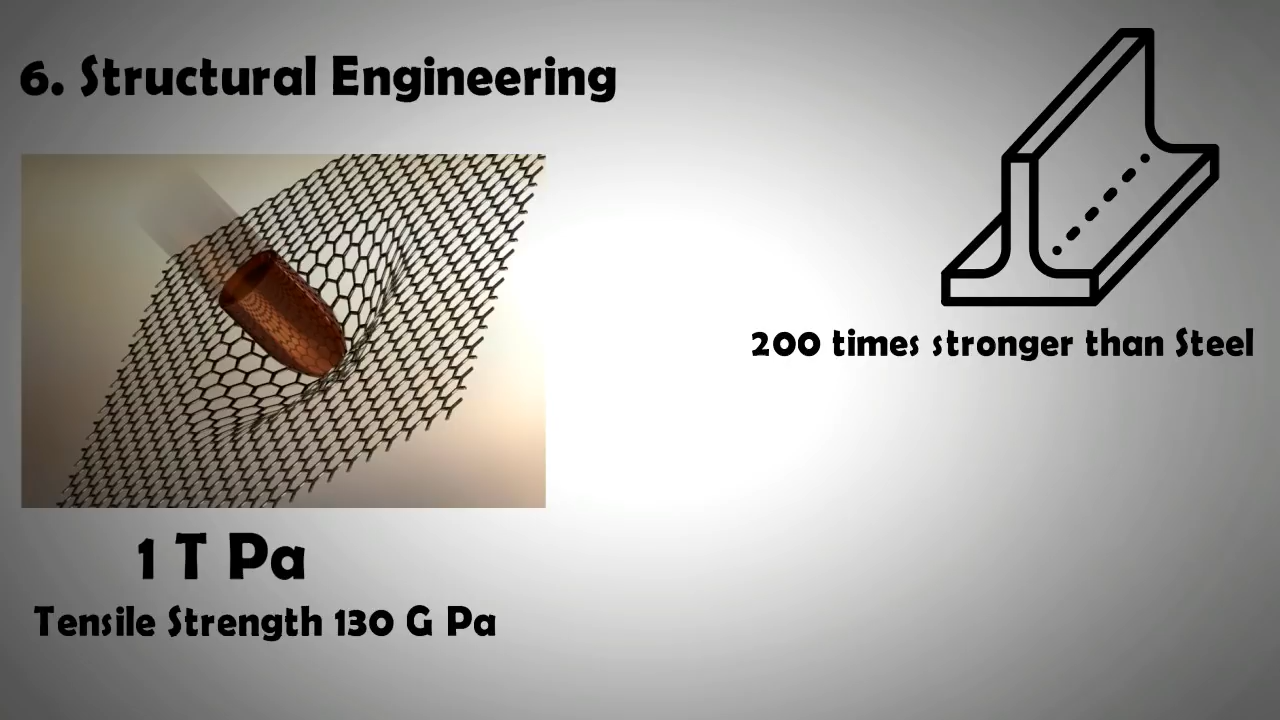 6. Structural Engineering
200 times stronger than Steel
1 T Pa
Tensile Strength 130 G Pa